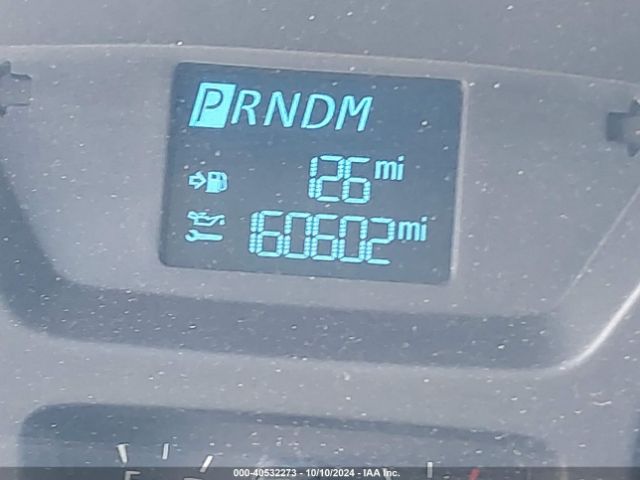 PRNDM
126 mi
160602 mi
000-40532273 - 10/10/2024 - IAA Inc.